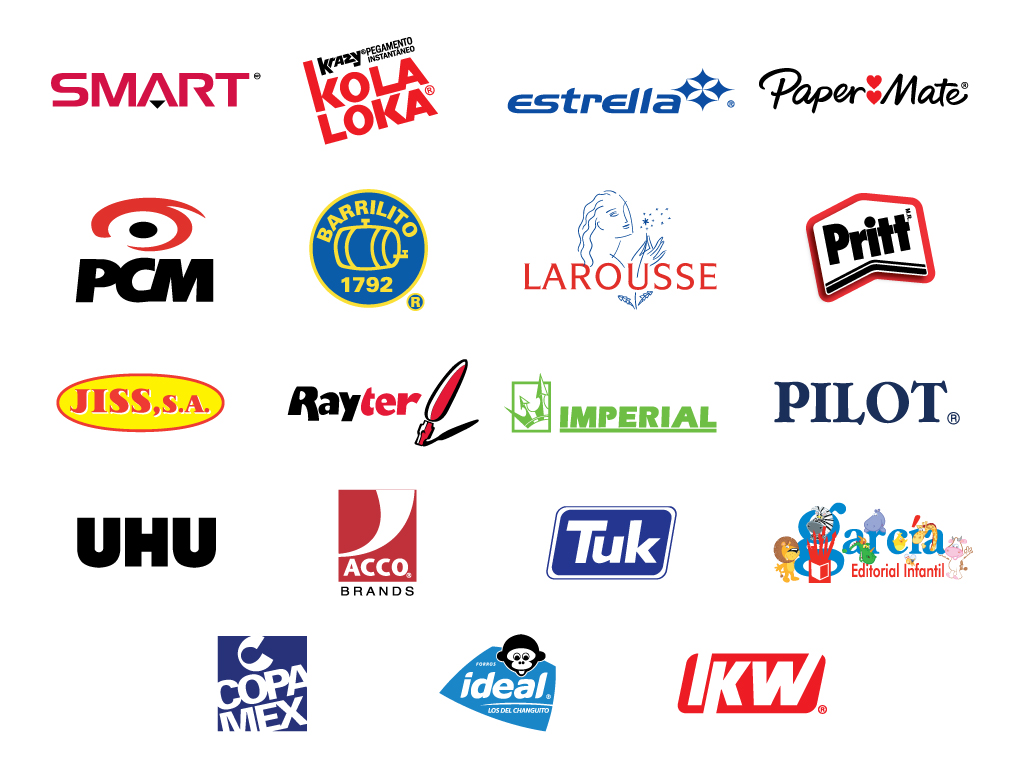 SMART
krazy® PEGAMENTO
INSTANTÁNEO
KOLA
LOKA®
estrella®
Paper Mate®
PCM
BARRILITO
1792
®
LAROUSSE
Pritt
JISS, S.A.
Rayter
IMPERIAL
PILOT®
UHU
ACCO®
BRANDS
Tuk
garcía
Editorial Infantil
COPA
MEX
FORROS
ideal®
LOS DEL CHANGUITO
KW®